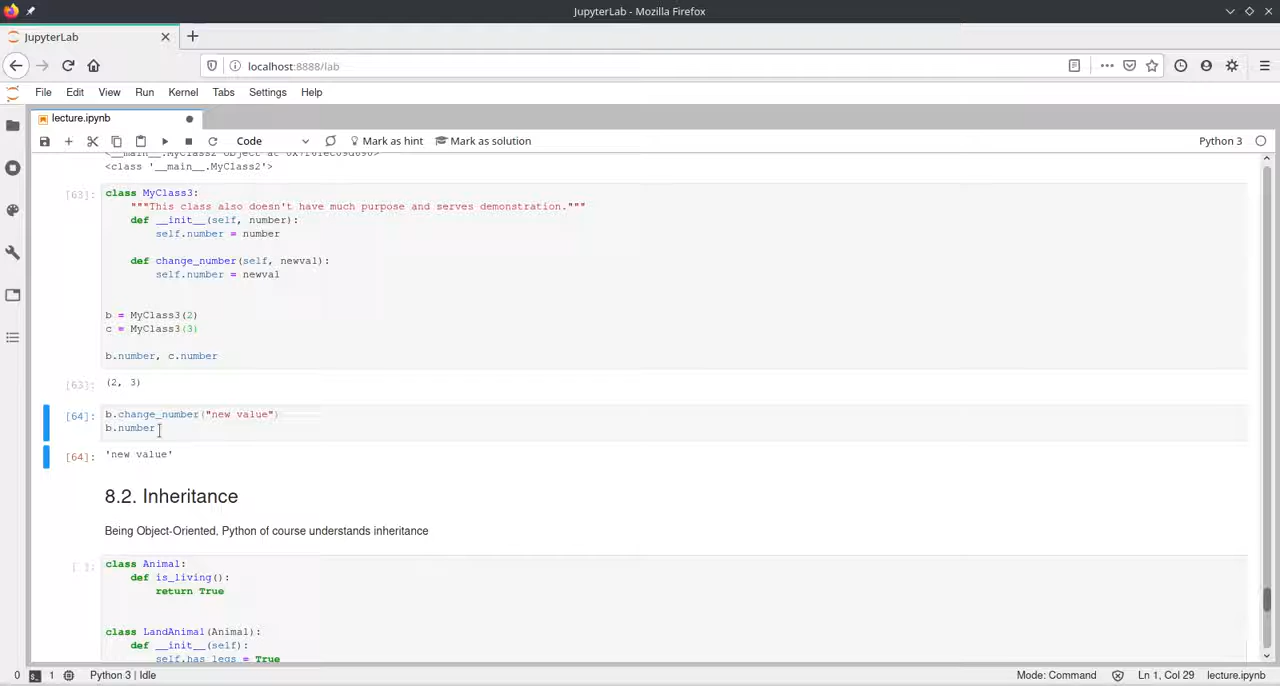 JupyterLab - Mozilla Firefox
JupyterLab
localhost:8888/lab
File Edit View Run Kernel Tabs Settings Help
lecture.ipynb
Code Mark as hint Mark as solution Python 3
<class '__main__.MyClass2'>
[63]: class MyClass3:
"""This class also doesn't have much purpose and serves demonstration."""
def __init__(self, number):
self.number = number
def change_number(self, newval):
self.number = newval
b = MyClass3(2)
c = MyClass3(3)
b.number, c.number
[63]: (2, 3)
[64]: b.change_number("new value")
b.number
[64]: 'new value'
8.2. Inheritance
Being Object-Oriented, Python of course understands inheritance
[ ]: class Animal:
def is_living():
return True
class LandAnimal(Animal):
def __init__(self):
self.has_legs = True
0 1 Python 3 | Idle Mode: Command Ln 1, Col 29 lecture.ipynb